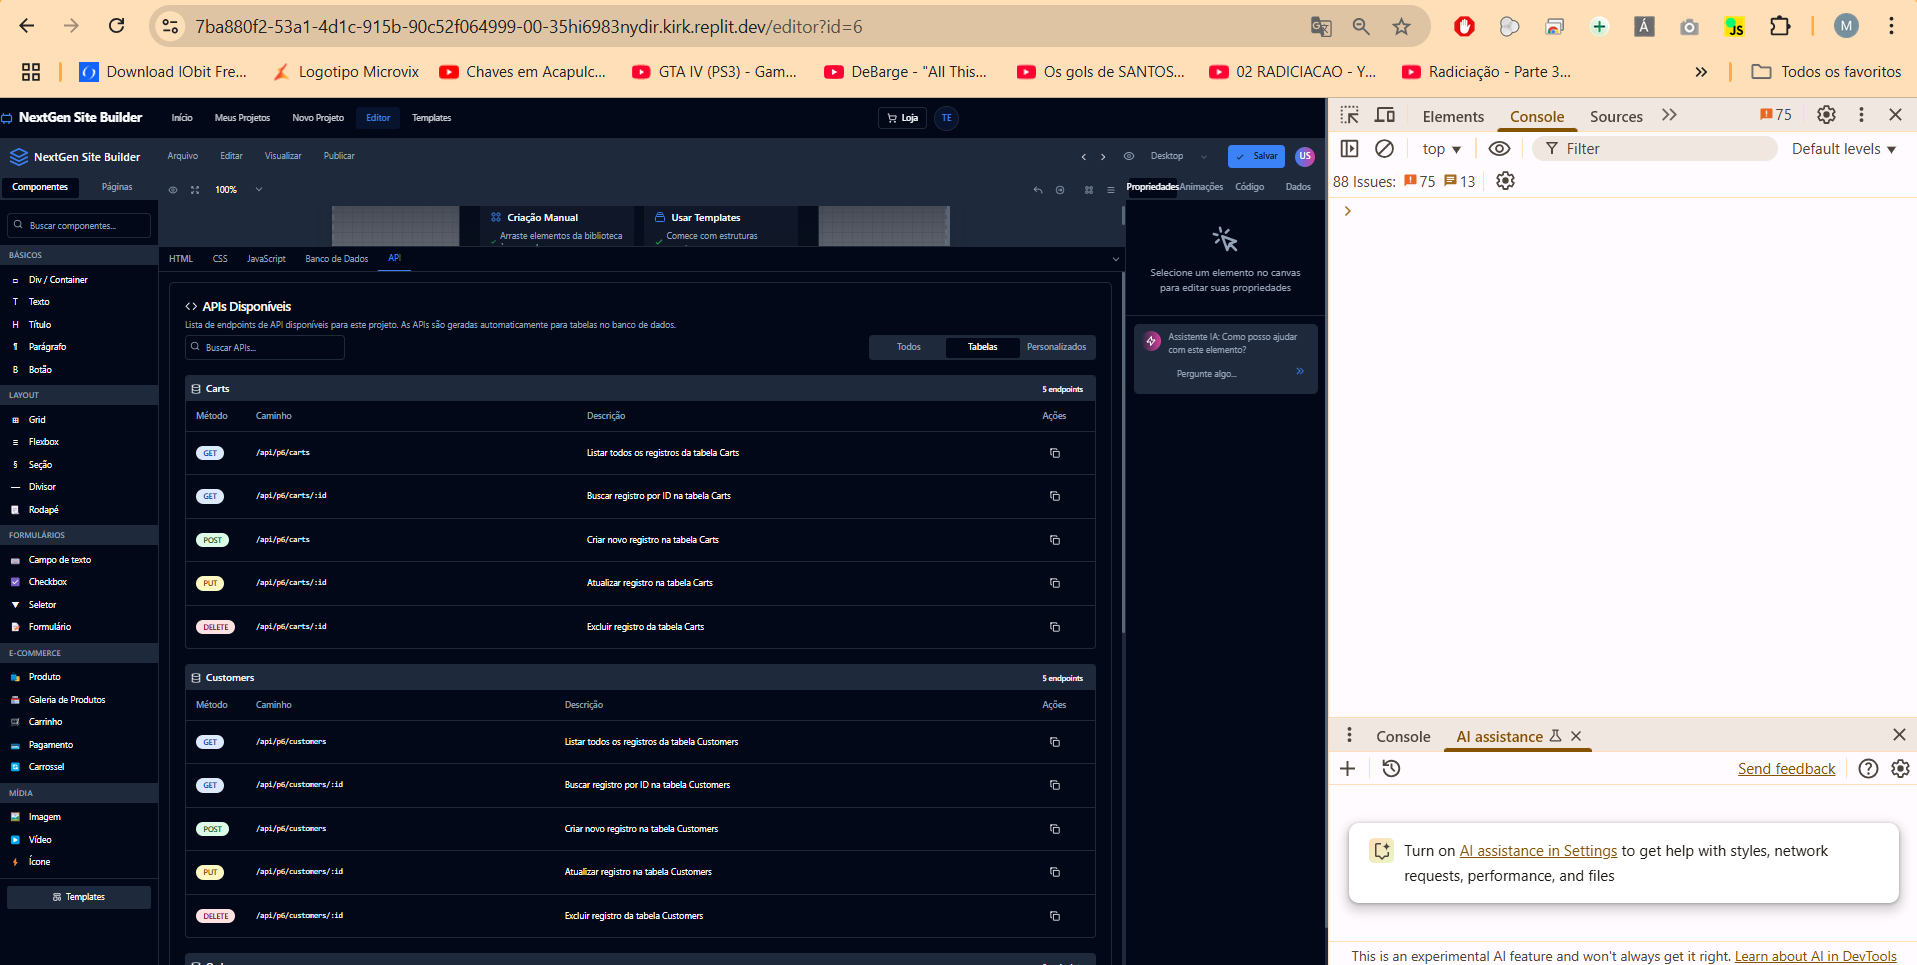 7ba880f2-53a1-4d1c-915b-90c52f064999-00-35hi6983nydir.kirk.replit.dev/editor?id=6
M
Download IObit Fre...
Logotipo Microvix
Chaves em Acapulc...
GTA IV (PS3) - Gam...
DeBarge - "All This...
Os gols de SANTOS...
02 RADICIACAO - Y...
Radiciação - Parte 3...
Todos os favoritos
NextGen Site Builder
Início
Meus Projetos
Novo Projeto
Editor
Templates
Loja
TE
NextGen Site Builder
Arquivo
Editar
Visualizar
Publicar
Desktop
Salvar
US
Componentes
Páginas
100%
Buscar componentes...
BÁSICOS
Div / Container
T Texto
H Título
¶ Parágrafo
B Botão
LAYOUT
Grid
Flexbox
§ Seção
Divisor
Rodapé
FORMULÁRIOS
Campo de texto
Checkbox
Seletor
Formulário
E-COMMERCE
Produto
Galeria de Produtos
Carrinho
Pagamento
Carrossel
MÍDIA
Imagem
Vídeo
Ícone
Templates
Criação Manual
Arraste elementos da biblioteca
Usar Templates
Comece com estruturas
HTML
CSS
JavaScript
Banco de Dados
API
APIs Disponíveis
Lista de endpoints de API disponíveis para este projeto. As APIs são geradas automaticamente para tabelas no banco de dados.
Buscar APIs...
Todos
Tabelas
Personalizados
Carts
5 endpoints
Método Caminho Descrição Ações
GET /api/p6/carts Listar todos os registros da tabela Carts
GET /api/p6/carts/:id Buscar registro por ID na tabela Carts
POST /api/p6/carts Criar novo registro na tabela Carts
PUT /api/p6/carts/:id Atualizar registro na tabela Carts
DELETE /api/p6/carts/:id Excluir registro da tabela Carts
Customers
5 endpoints
Método Caminho Descrição Ações
GET /api/p6/customers Listar todos os registros da tabela Customers
GET /api/p6/customers/:id Buscar registro por ID na tabela Customers
POST /api/p6/customers Criar novo registro na tabela Customers
PUT /api/p6/customers/:id Atualizar registro na tabela Customers
DELETE /api/p6/customers/:id Excluir registro da tabela Customers
Propriedades
Animações
Código
Dados
Selecione um elemento no canvas
para editar suas propriedades
Assistente IA: Como posso ajudar
com este elemento?
Pergunte algo...
Elements
Console
Sources
75
top
Filter
Default levels
88 Issues: 75 13
Console
AI assistance
Send feedback
Turn on AI assistance in Settings to get help with styles, network
requests, performance, and files
This is an experimental AI feature and won't always get it right. Learn about AI in DevTools